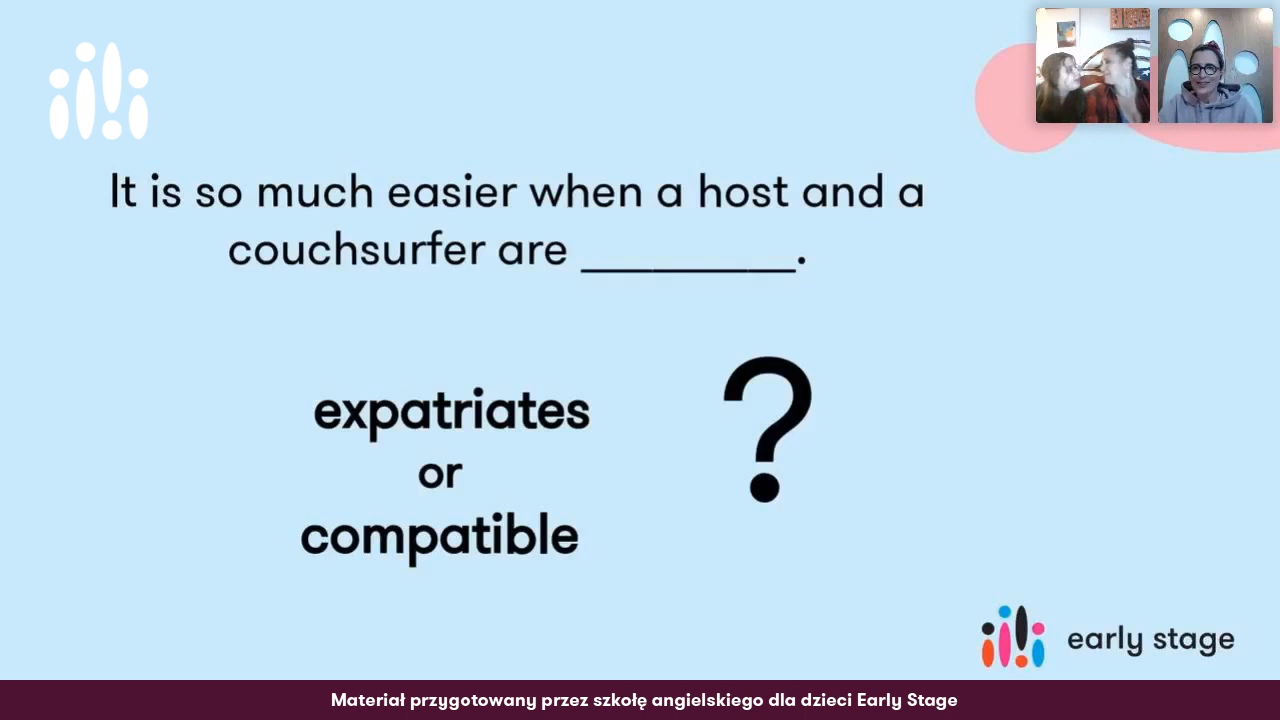 It is so much easier when a host and a
couchsurfer are _________.
expatriates
or
compatible
?
early stage
Materiał przygotowany przez szkołę angielskiego dla dzieci Early Stage